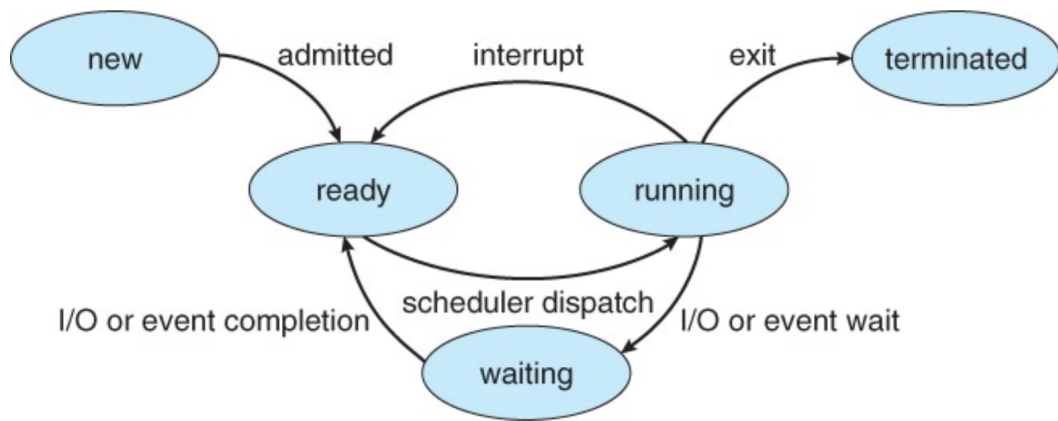 new
admitted
interrupt
exit
terminated
ready
running
I/O or event completion
scheduler dispatch
I/O or event wait
waiting